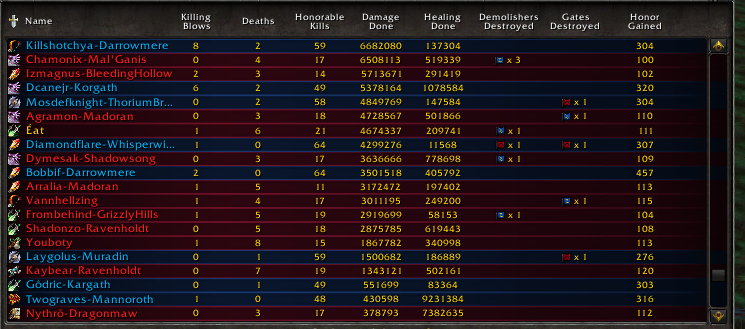 Name Killing Blows Deaths Honorable Kills Damage Done Healing Done Demolishers Destroyed Gates Destroyed Honor Gained
Killshotchya-Darrowmere 8 2 59 6682080 137304 304
Chamonix-Mal'Ganis 0 4 17 6508113 519339 x 3 100
Izmagnus-BleedingHollow 2 3 14 5713671 291419 102
Dcanejr-Korgath 6 2 49 5378164 1078584 320
Mosdefknight-ThoriumBr... 0 2 58 4849769 147584 x 1 304
Agramon-Madoran 0 3 18 4728567 501866 x 1 110
Éat 1 6 21 4674337 209741 x 1 111
Diamondflare-Whisperwi... 1 0 64 4299276 11568 x 1 x 1 307
Dymesak-Shadowsong 0 3 17 3636666 778698 x 1 109
Bobbif-Darrowmere 2 0 64 3501518 405792 457
Arralia-Madoran 1 5 11 3172472 197402 113
Vannhellzing 1 4 17 3011195 249200 x 1 115
Frombehind-GrizzlyHills 1 5 19 2919699 58153 x 1 104
Shadonzo-Ravenholdt 0 5 18 2875785 619443 108
Youboty 1 8 15 1867782 340998 113
Laygolus-Muradin 0 1 59 1500682 186889 x 1 276
Kaybear-Ravenholdt 0 7 19 1343121 502161 120
Gódric-Kargath 0 1 49 551699 83364 303
Twograves-Mannoroth 1 0 48 430598 9231384 316
Nythrô-Dragonmaw 0 3 17 378793 7382635 112